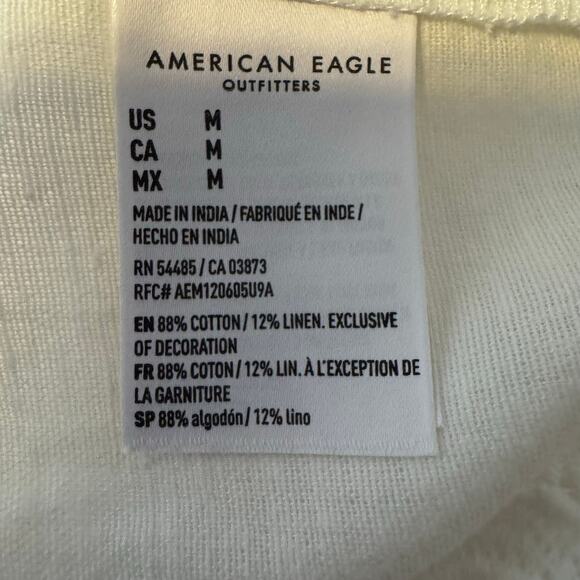 AMERICAN EAGLE
OUTFITTERS
US M
CA M
MX M
MADE IN INDIA / FABRIQUÉ EN INDE /
HECHO EN INDIA
RN 54485 / CA 03873
RFC# AEM120605U9A
EN 88% COTTON / 12% LINEN. EXCLUSIVE
OF DECORATION
FR 88% COTON / 12% LIN. À L'EXCEPTION DE
LA GARNITURE
SP 88% algodón / 12% lino